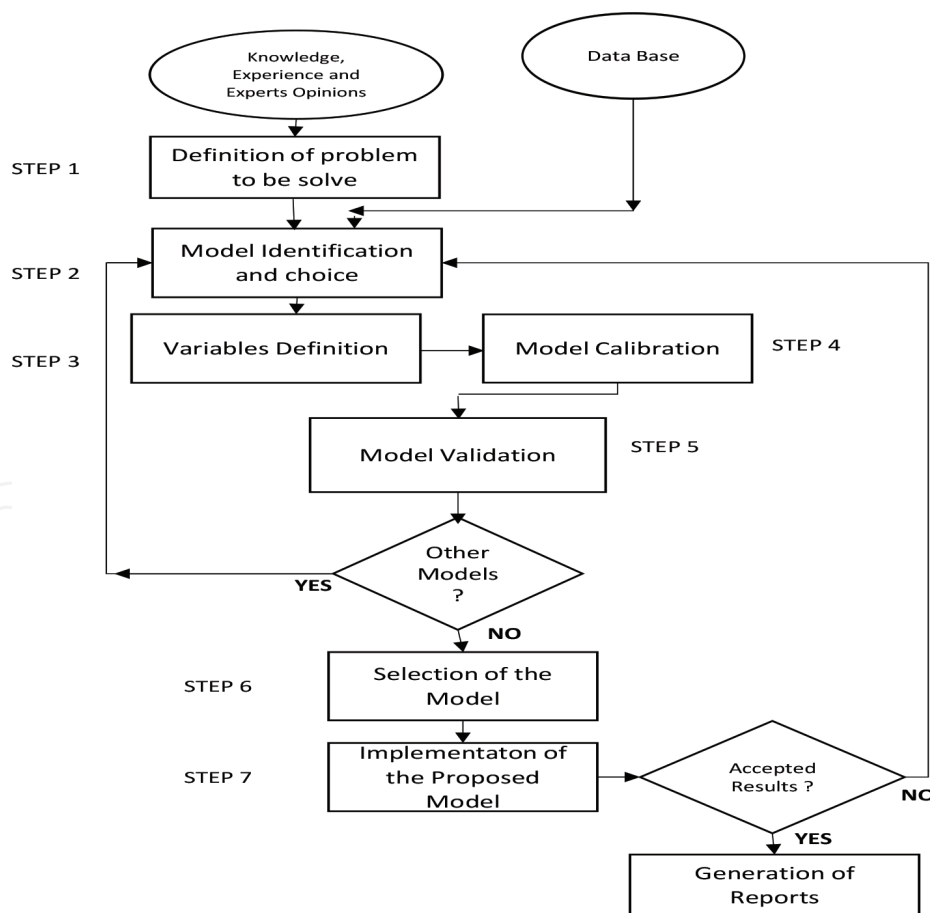 Knowledge,
Experience and
Experts Opinions
Data Base
STEP 1
Definition of problem
to be solve
STEP 2
Model Identification
and choice
STEP 3
Variables Definition
Model Calibration
STEP 4
Model Validation
STEP 5
Other
Models
?
YES
NO
STEP 6
Selection of the
Model
STEP 7
Implementaton of
the Proposed
Model
Accepted
Results ?
NO
YES
Generation of
Reports